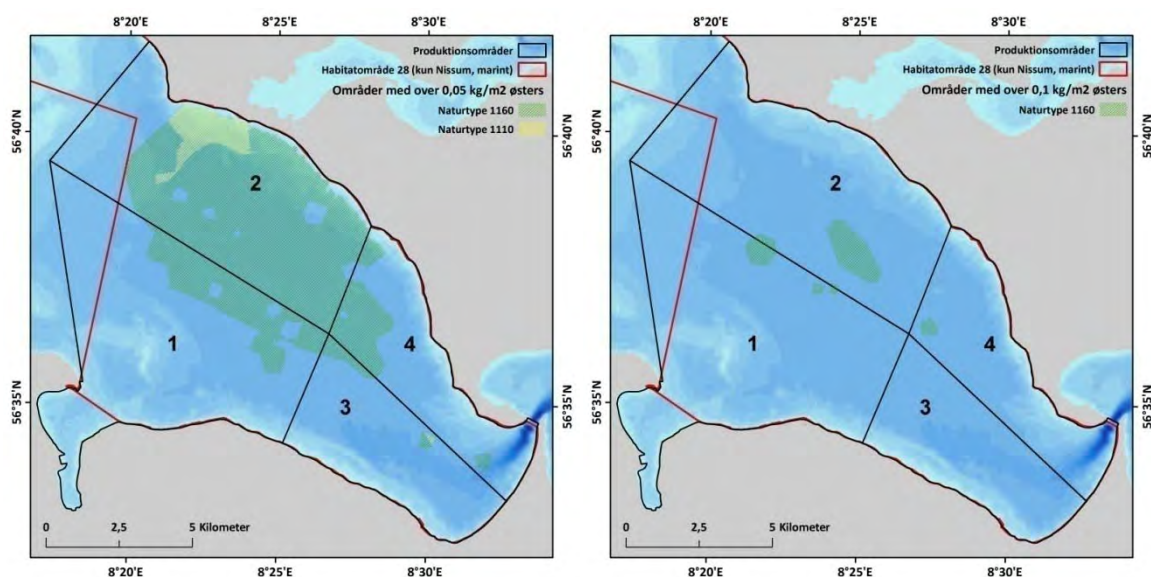 8°20'E 8°25'E 8°30'E
Produktionsområder
Habitatområde 28 (kun Nissum, marint)
Områder med over 0,05 kg/m2 østers
Naturtype 1160
Naturtype 1110
56°40'N
56°35'N
2
1
4
3
0 2,5 5 Kilometer
8°20'E 8°25'E 8°30'E
8°20'E 8°25'E 8°30'E
Produktionsområder
Habitatområde 28 (kun Nissum, marint)
Områder med over 0,1 kg/m2 østers
Naturtype 1160
56°40'N 56°40'N
56°35'N 56°35'N
2
1
4
3
0 2,5 5 Kilometer
8°20'E 8°25'E 8°30'E